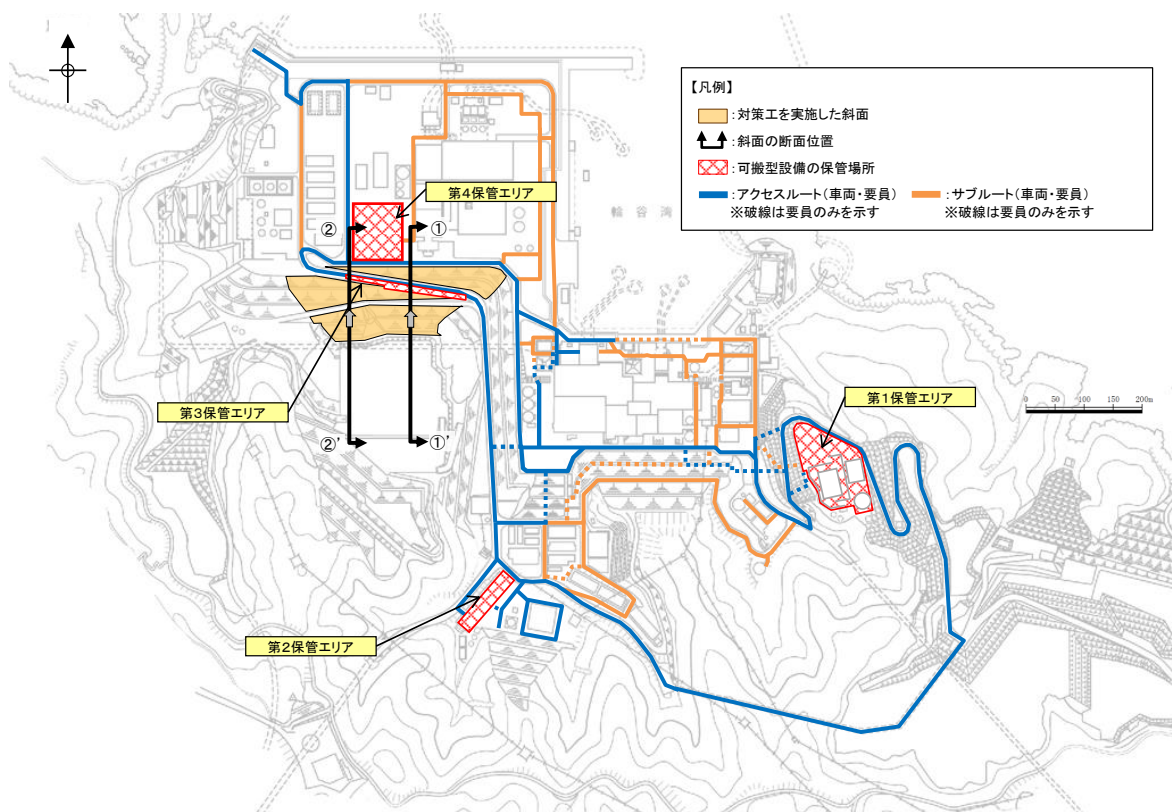 【凡例】
:対策工を実施した斜面
:斜面の断面位置
:可搬型設備の保管場所
:アクセスルート(車両・要員)
※破線は要員のみを示す
:サブルート(車両・要員)
※破線は要員のみを示す
第4保管エリア
輪谷湾
②
①
第3保管エリア
②'
①'
第1保管エリア
0 50 100 150 200m
第2保管エリア